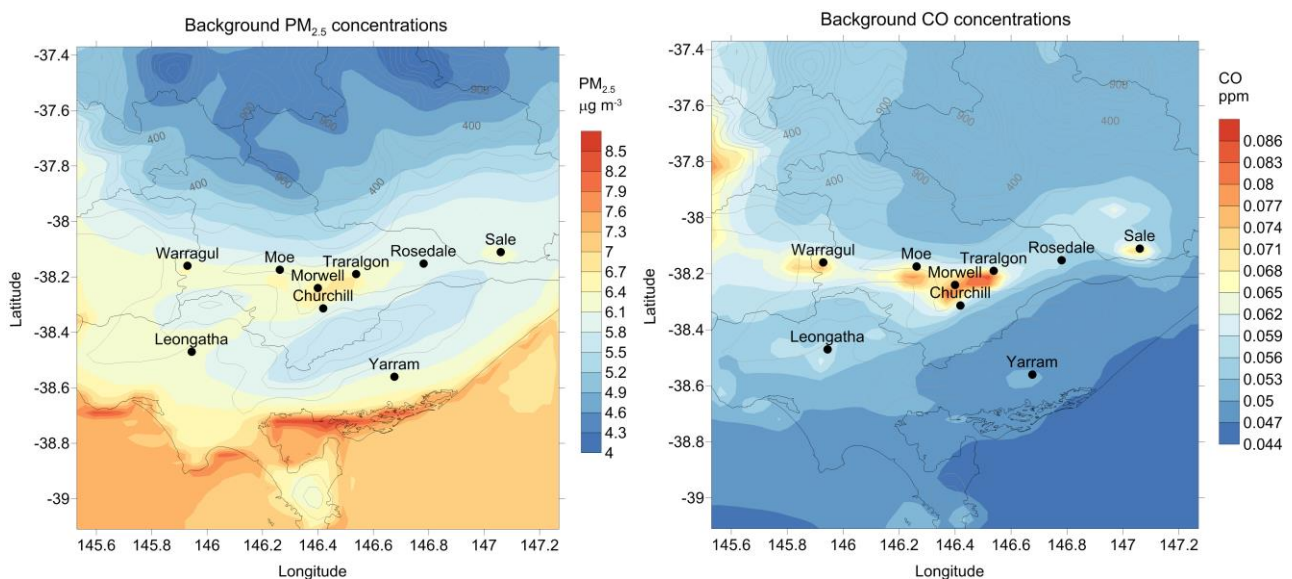 Background PM2.5 concentrations
-37.4
-37.6
-37.8
-38
-38.2
-38.4
-38.6
-38.8
-39
Latitude
900
900
400
400
900
400
Warragul
Moe
Morwell
Churchill
Traralgon
Rosedale
Sale
Leongatha
Yarram
145.6 145.8 146 146.2 146.4 146.6 146.8 147 147.2
Longitude
PM2.5
μg m-3
8.5
8.2
7.9
7.6
7.3
7
6.7
6.4
6.1
5.8
5.5
5.2
4.9
4.6
4.3
4
Background CO concentrations
-37.4
-37.6
-37.8
-38
-38.2
-38.4
-38.6
-38.8
-39
Latitude
900
900
400
400
900
400
Warragul
Moe
Morwell
Churchill
Traralgon
Rosedale
Sale
Leongatha
Yarram
145.6 145.8 146 146.2 146.4 146.6 146.8 147 147.2
Longitude
CO
ppm
0.086
0.083
0.08
0.077
0.074
0.071
0.068
0.065
0.062
0.059
0.056
0.053
0.05
0.047
0.044